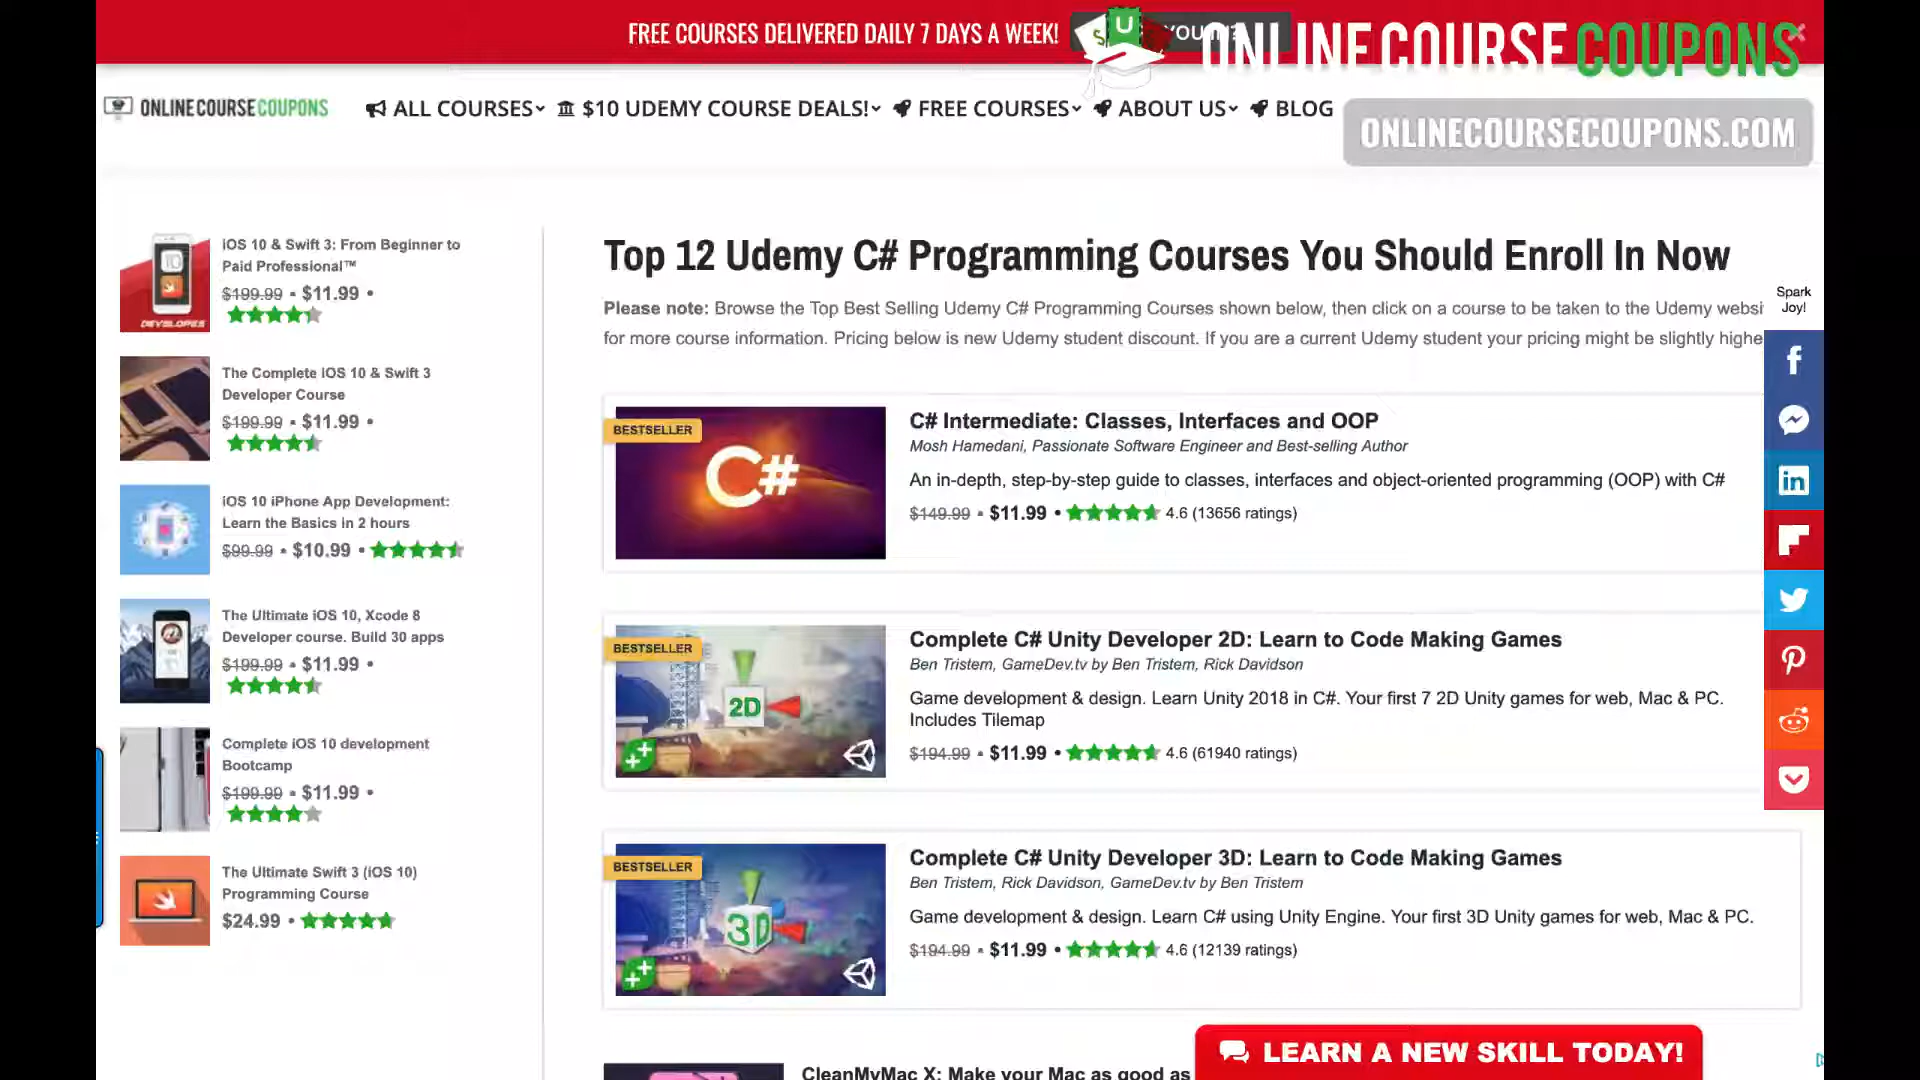 FREE COURSES DELIVERED DAILY 7 DAYS A WEEK!
ONLINECOURSECOUPONS
ONLINECOURSECOUPONS
ALL COURSES
$10 UDEMY COURSE DEALS!
FREE COURSES
ABOUT US
BLOG
ONLINECOURSECOUPONS.COM
iOS 10 & Swift 3: From Beginner to
Paid Professional™
$199.99 • $11.99 •
The Complete iOS 10 & Swift 3
Developer Course
$199.99 • $11.99 •
iOS 10 iPhone App Development:
Learn the Basics in 2 hours
$99.99 • $10.99 •
The Ultimate iOS 10, Xcode 8
Developer course. Build 30 apps
$199.99 • $11.99 •
Complete iOS 10 development
Bootcamp
$199.99 • $11.99 •
The Ultimate Swift 3 (iOS 10)
Programming Course
$24.99 •
Top 12 Udemy C# Programming Courses You Should Enroll In Now
Please note: Browse the Top Best Selling Udemy C# Programming Courses shown below, then click on a course to be taken to the Udemy websi
for more course information. Pricing below is new Udemy student discount. If you are a current Udemy student your pricing might be slightly highe
BESTSELLER
C#
C# Intermediate: Classes, Interfaces and OOP
Mosh Hamedani, Passionate Software Engineer and Best-selling Author
An in-depth, step-by-step guide to classes, interfaces and object-oriented programming (OOP) with C#
$149.99 • $11.99 • 4.6 (13656 ratings)
BESTSELLER
2D
Complete C# Unity Developer 2D: Learn to Code Making Games
Ben Tristem, GameDev.tv by Ben Tristem, Rick Davidson
Game development & design. Learn Unity 2018 in C#. Your first 7 2D Unity games for web, Mac & PC.
Includes Tilemap
$194.99 • $11.99 • 4.6 (61940 ratings)
BESTSELLER
3D
Complete C# Unity Developer 3D: Learn to Code Making Games
Ben Tristem, Rick Davidson, GameDev.tv by Ben Tristem
Game development & design. Learn C# using Unity Engine. Your first 3D Unity games for web, Mac & PC.
$194.99 • $11.99 • 4.6 (12139 ratings)
CleanMyMac X: Make your Mac as good as
Spark
Joy!
LEARN A NEW SKILL TODAY!